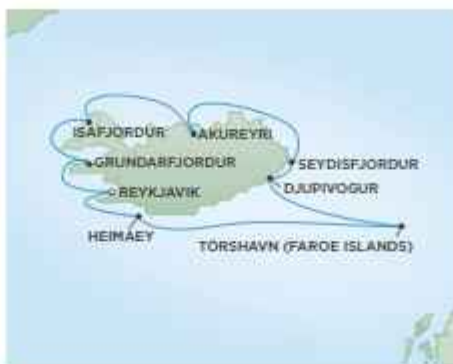 ISAFJORDUR
AKUREYRI
GRUNDARFJORDUR
SEYDISFJORDUR
REYKJAVIK
DJUPIVOGUR
HEIMAEY
TORSHAVN (FAROE ISLANDS)